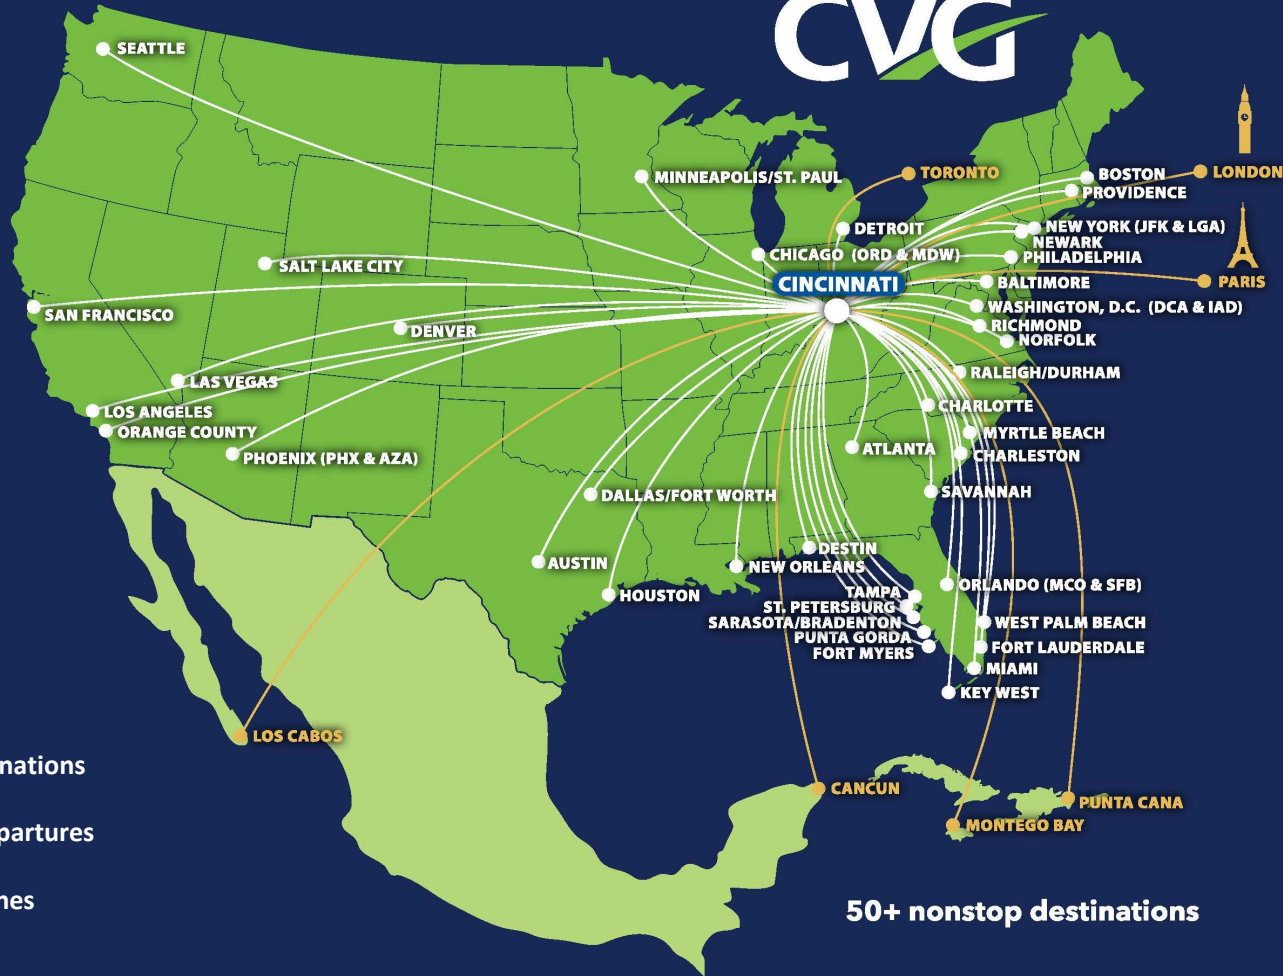 CVG
SEATTLE
MINNEAPOLIS/ST. PAUL
TORONTO
BOSTON
LONDON
PROVIDENCE
DETROIT
NEW YORK (JFK & LGA)
NEWARK
CHICAGO (ORD & MDW)
PHILADELPHIA
SALT LAKE CITY
CINCINNATI
BALTIMORE
PARIS
SAN FRANCISCO
WASHINGTON, D.C. (DCA & IAD)
DENVER
RICHMOND
NORFOLK
LAS VEGAS
RALEIGH/DURHAM
LOS ANGELES
CHARLOTTE
ORANGE COUNTY
MYRTLE BEACH
PHOENIX (PHX & AZA)
ATLANTA
CHARLESTON
DALLAS/FORT WORTH
SAVANNAH
DESTIN
AUSTIN
NEW ORLEANS
ORLANDO (MCO & SFB)
HOUSTON
TAMPA
ST. PETERSBURG
SARASOTA/BRADENTON
WEST PALM BEACH
PUNTA GORDA
FORT LAUDERDALE
FORT MYERS
MIAMI
KEY WEST
LOS CABOS
nations
CANCUN
PUNTA CANA
MONTEGO BAY
partures
nes
50+ nonstop destinations